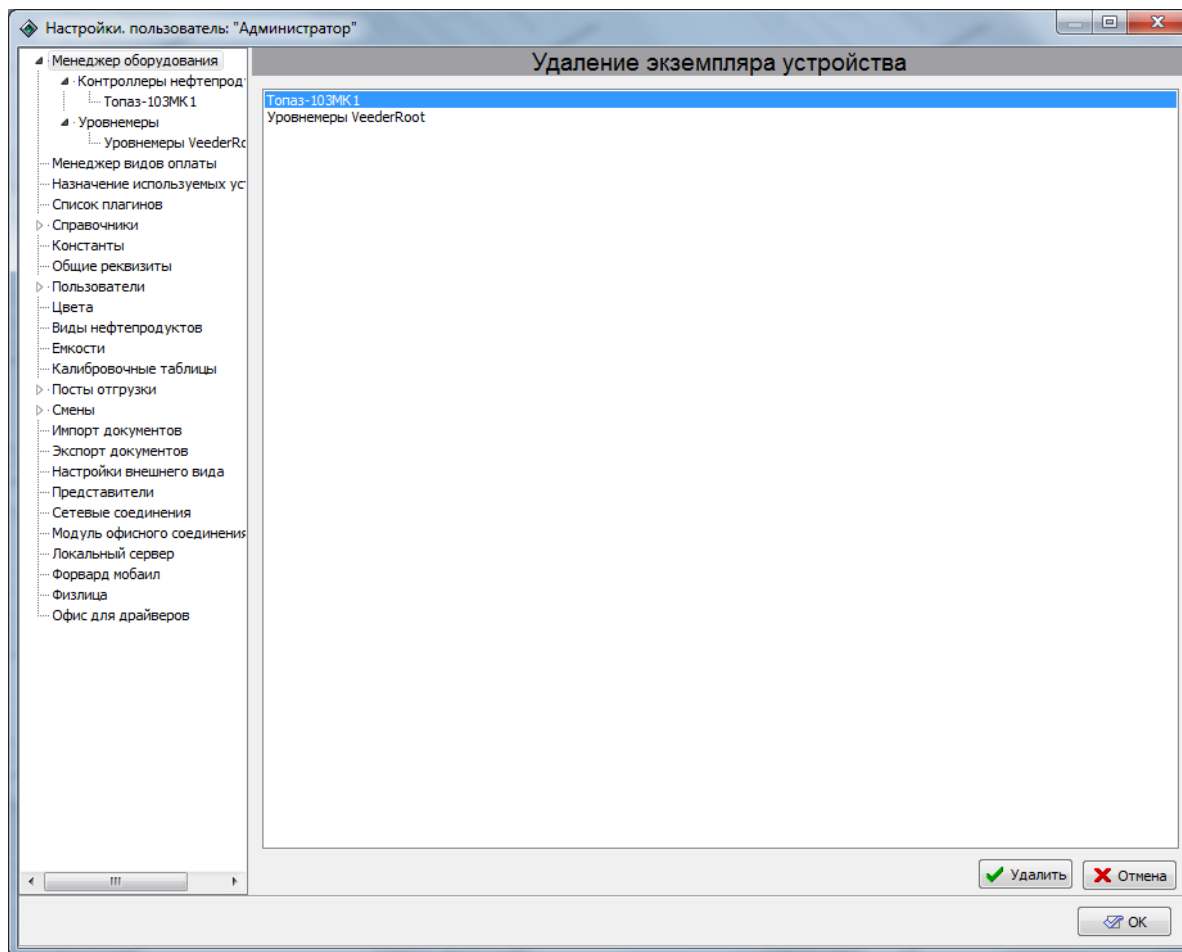 Настройки. пользователь: "Администратор"
Менеджер оборудования
Контроллеры нефтепрод
Топаз-103МК1
Уровнемеры
Уровнемеры VeederRo
Менеджер видов оплаты
Назначение используемых ус
Список плагинов
Справочники
Константы
Общие реквизиты
Пользователи
Цвета
Виды нефтепродуктов
Емкости
Калибровочные таблицы
Посты отгрузки
Смены
Импорт документов
Экспорт документов
Настройки внешнего вида
Представители
Сетевые соединения
Модуль офисного соединения
Локальный сервер
Форвард мобаил
Физлица
Офис для драйверов
Удаление экземпляра устройства
Топаз-103МК1
Уровнемеры VeederRoot
Удалить
Отмена
OK